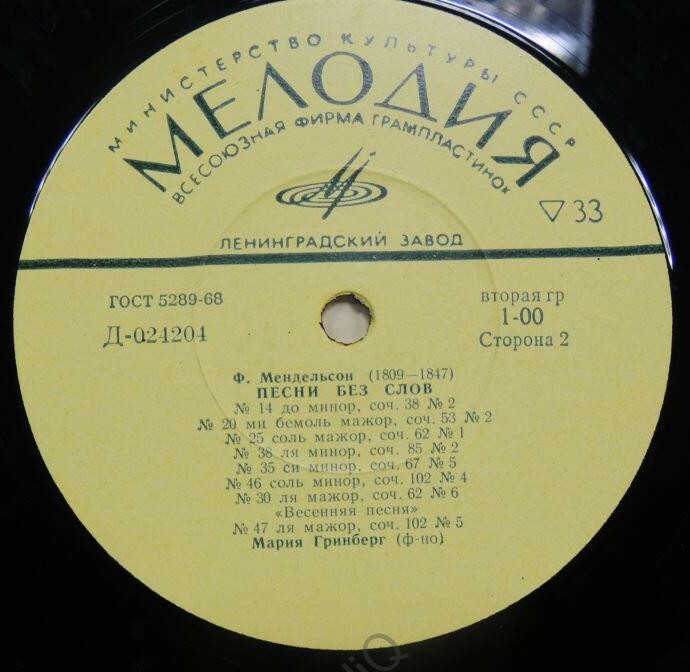 МИНИСТЕРСТВО КУЛЬТУРЫ СССР
МЕЛОДИЯ
ВСЕСОЮЗНАЯ ФИРМА ГРАМПЛАСТИНОК
▽ 33
ЛЕНИНГРАДСКИЙ ЗАВОД
ГОСТ 5289-68
Д-024204
вторая гр
1-00
Сторона 2
Ф. Мендельсон (1809—1847)
ПЕСНИ БЕЗ СЛОВ
№ 14 до минор, соч. 38 № 2
№ 20 ми бемоль мажор, соч. 53 № 2
№ 25 соль мажор, соч. 62 № 1
№ 38 ля минор, соч. 85 № 2
№ 35 си минор, соч. 67 № 5
№ 46 соль минор, соч. 102 № 4
№ 30 ля мажор, соч. 62 № 6
«Весенняя песня»
№ 47 ля мажор, соч. 102 № 5
Мария Гринберг (ф-но)